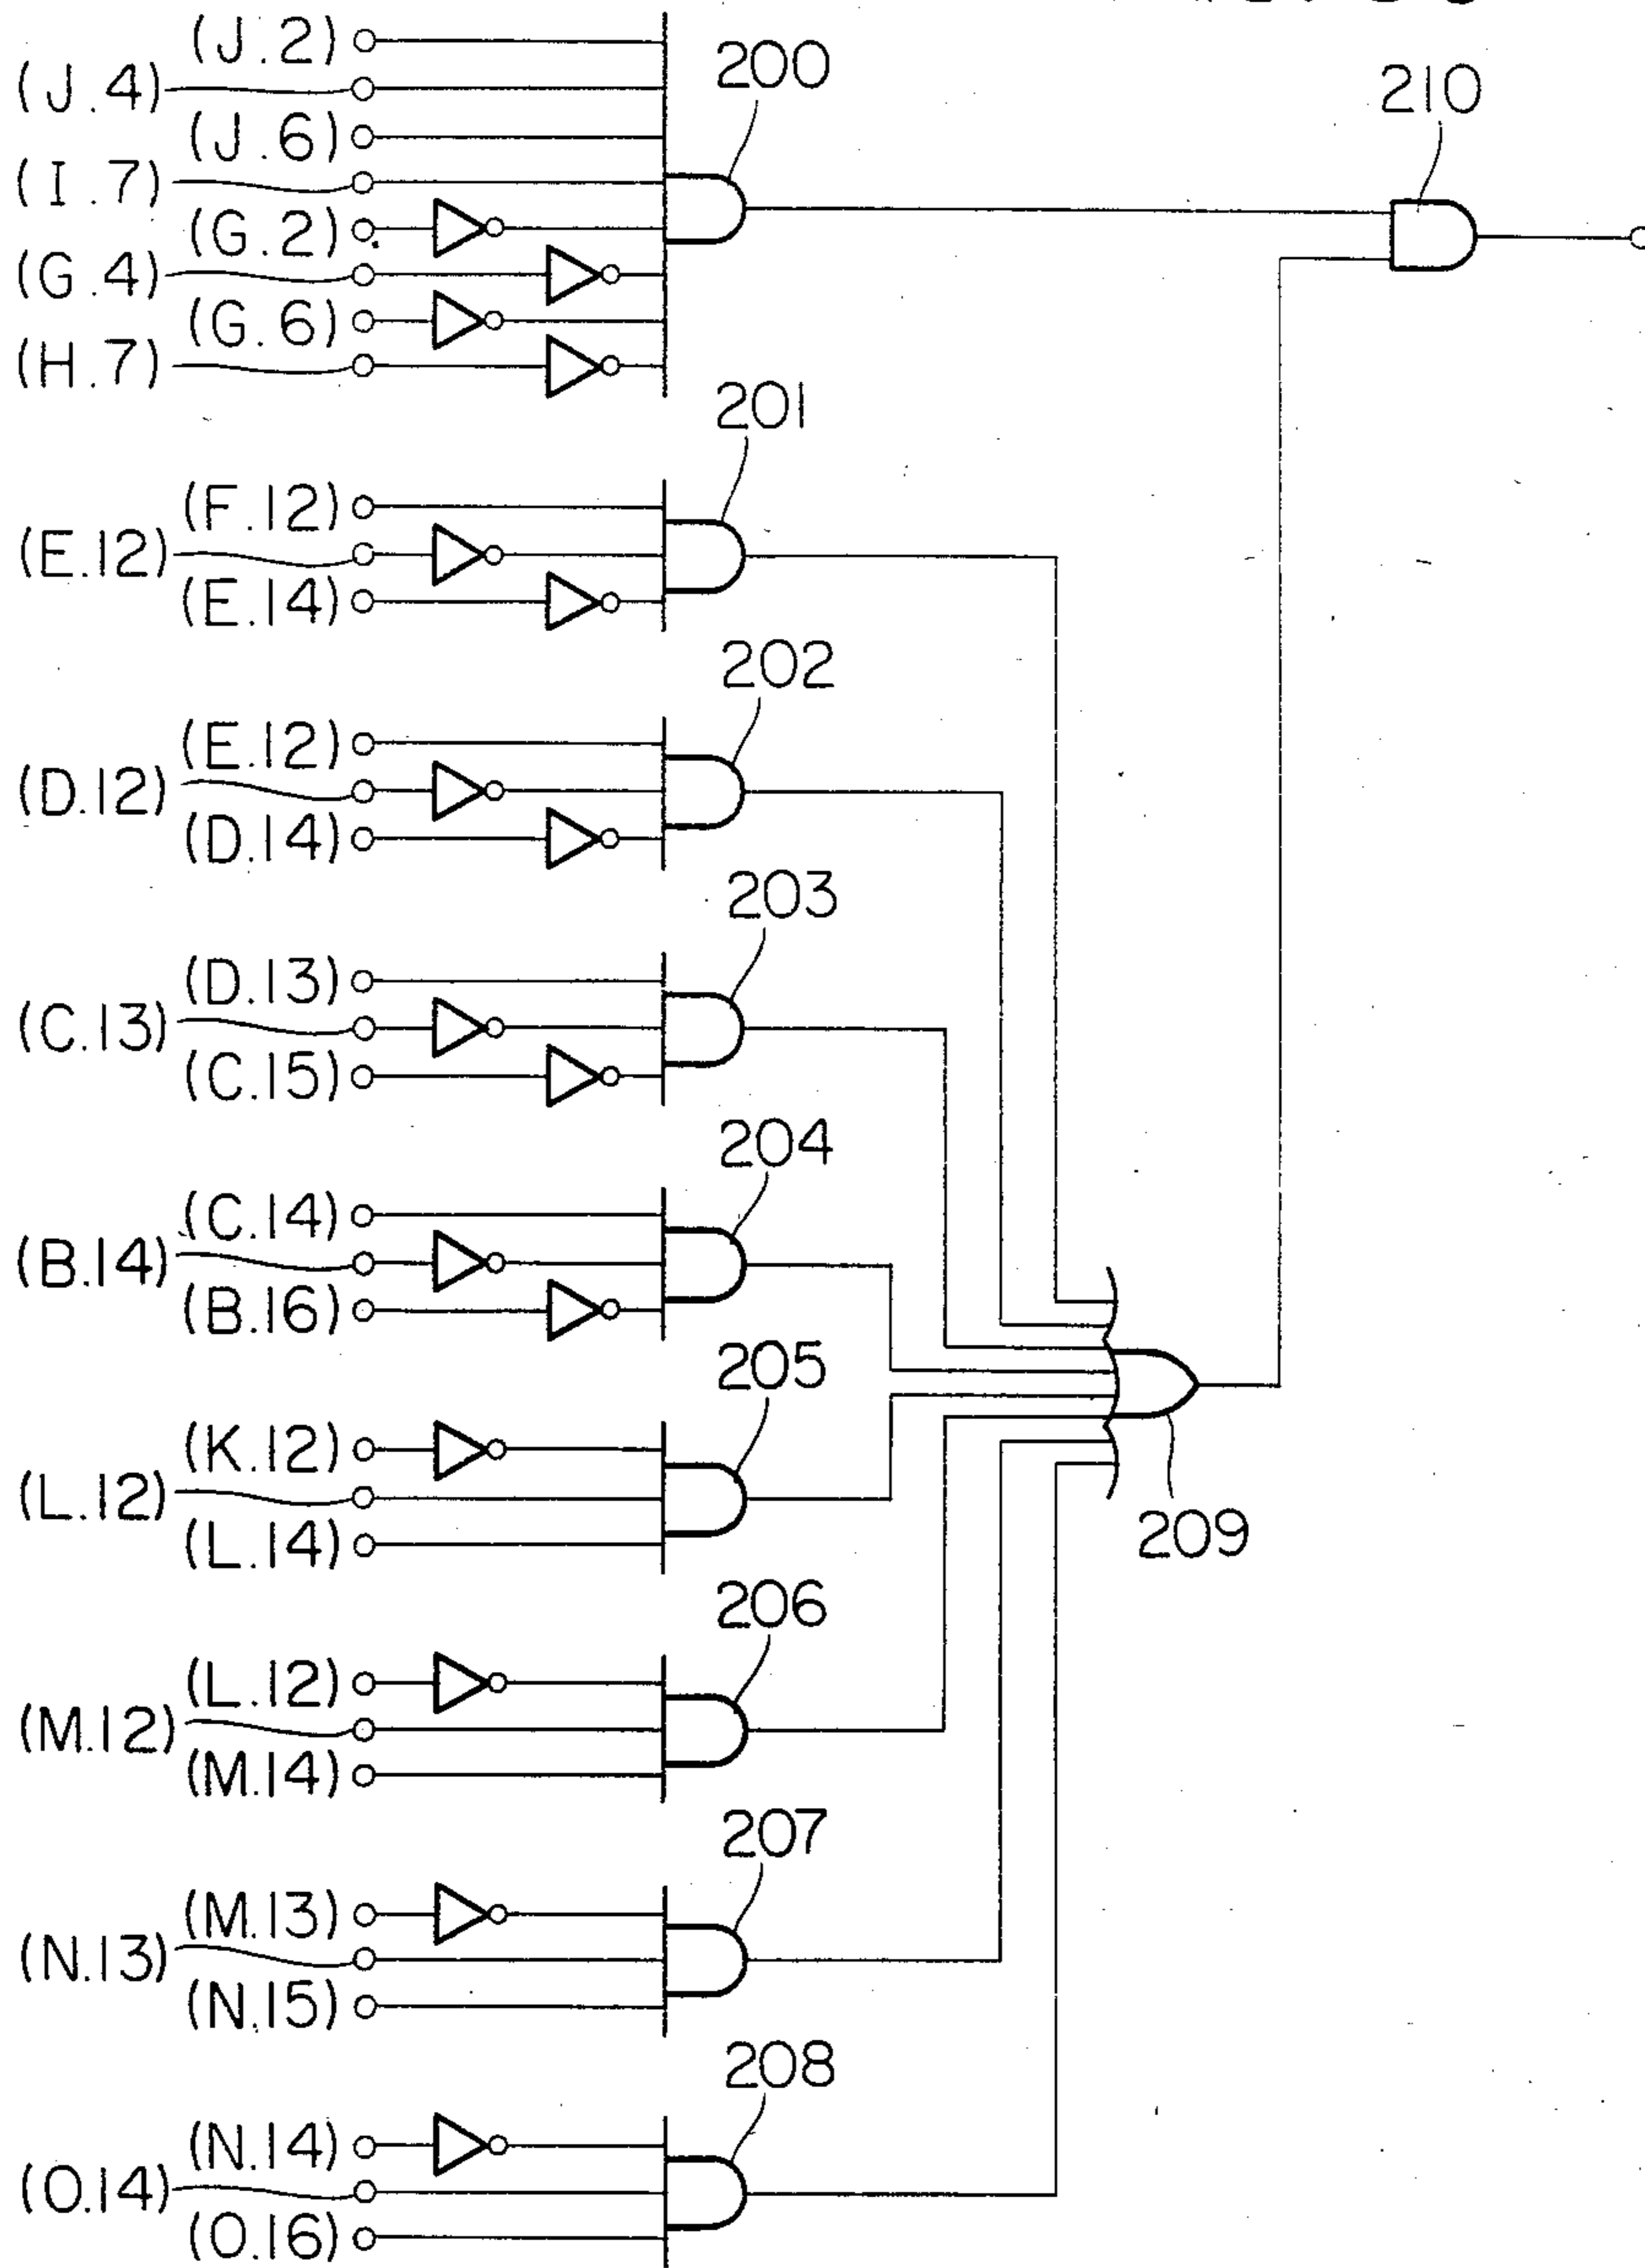 (J.2)
200
(J.4)
210
(J.6)
(I.7)
(G.2)
(G.4)
(G.6)
(H.7)
201
(F.12)
(E.12)
(E.14)
202
(E.12)
(D.12)
(D.14)
203
(D.13)
(C.13)
(C.15)
204
(C.14)
(B.14)
(B.16)
205
(K.12)
(L.12)
(L.14)
209
206
(L.12)
(M.12)
(M.14)
207
(M.13)
(N.13)
(N.15)
208
(N.14)
(O.14)
(O.16)